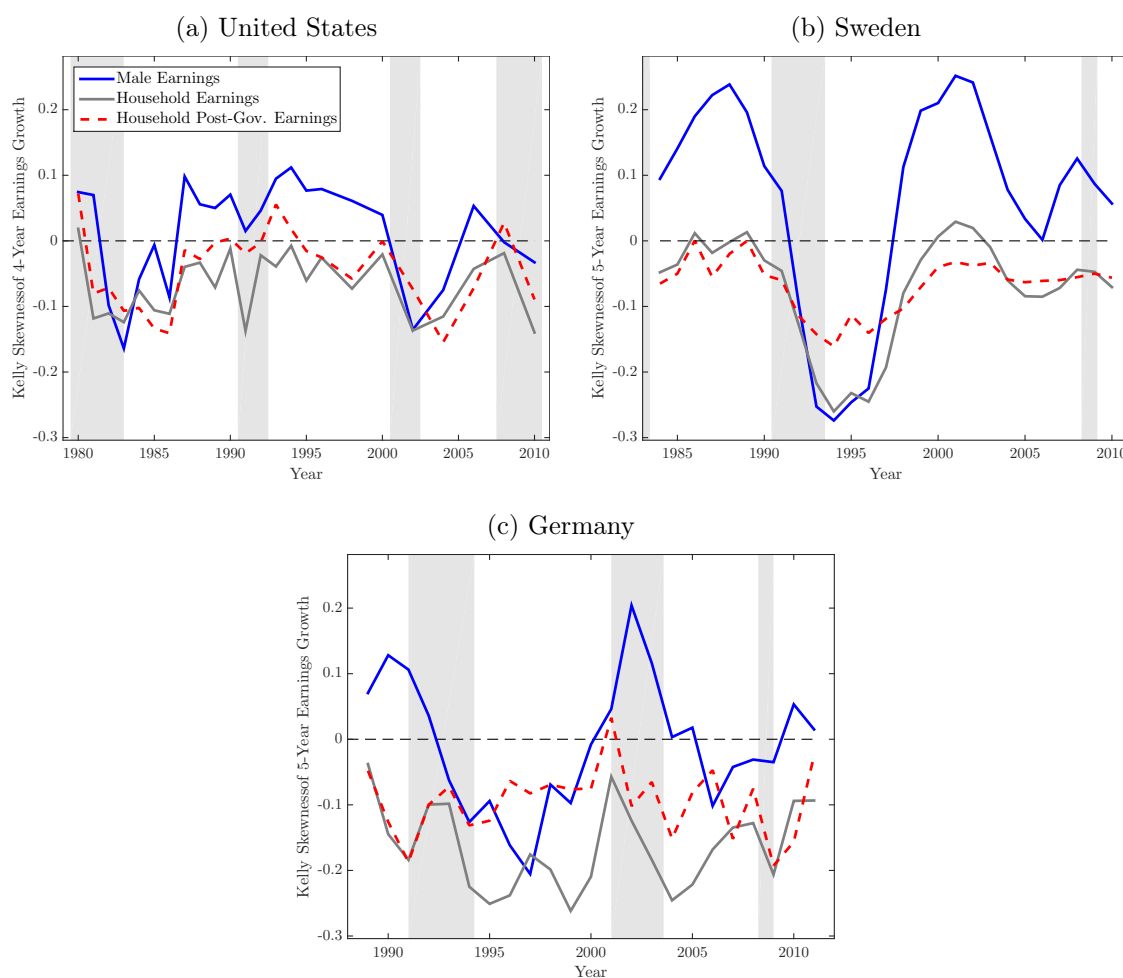 (a) United States
Kelly Skewnessof 4-Year Earnings Growth
Male Earnings
Household Earnings
Household Post-Gov. Earnings
0.2
0.1
0
-0.1
-0.2
-0.3
1980 1985 1990 1995 2000 2005 2010
Year
(b) Sweden
Kelly Skewnessof 5-Year Earnings Growth
0.2
0.1
0
-0.1
-0.2
-0.3
1985 1990 1995 2000 2005 2010
Year
(c) Germany
Kelly Skewnessof 5-Year Earnings Growth
0.2
0.1
0
-0.1
-0.2
-0.3
1990 1995 2000 2005 2010
Year